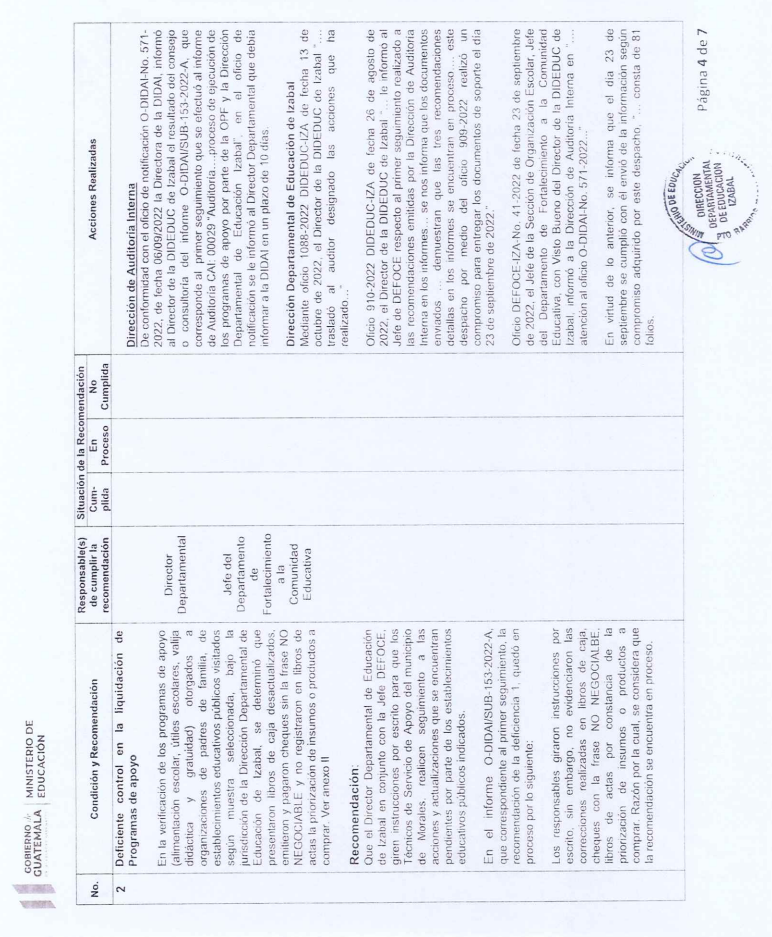 GOBIERNO de
GUATEMALA
MINISTERIO DE
EDUCACIÓN
No.
Condición y Recomendación
Responsable(s)
de cumplir la
recomendación
Situación de la Recomendación
Cum-
plida
En
Proceso
No
Cumplida
Acciones Realizadas
2
Deficiente control en la liquidación de
Programas de apoyo
En la verificación de los programas de apoyo
(alimentación escolar, útiles escolares, valija
didáctica y gratuidad) otorgados a
organizaciones de padres de familia, de
establecimientos educativos públicos visitados
según muestra seleccionada, bajo la
jurisdicción de la Dirección Departamental de
Educación de Izabal, se determinó que
presentaron libros de caja desactualizados,
emitieron y pagaron cheques sin la frase NO
NEGOCIABLE y no registraron en libros de
actas la priorización de insumos o productos a
comprar. Ver anexo II
Recomendación:
Que el Director Departamental de Educación
de Izabal en conjunto con la Jefe DEFOCE,
giren instrucciones por escrito para que los
Técnicos de Servicio de Apoyo del municipio
de Morales, realicen seguimiento a las
acciones y actualizaciones que se encuentran
pendientes por parte de los establecimientos
educativos públicos indicados.
En el informe O-DIDAI/SUB-153-2022-A,
que correspondiente al primer seguimiento, la
recomendación de la deficiencia 1, quedó en
proceso por lo siguiente:
Los responsables giraron instrucciones por
escrito, sin embargo, no evidenciaron las
correcciones realizadas en libros de caja,
cheques con la frase NO NEGOCIALBE,
libros de actas por constancia de la
priorización de insumos o productos a
comprar. Razón por la cual, se considera que
la recomendación se encuentra en proceso.
Director
Departamental
Jefe del
Departamento
de
Fortalecimiento
a la
Comunidad
Educativa
Dirección de Auditoría Interna
De conformidad con el oficio de notificación O-DIDAI-No. 571-
2022, de fecha 06/09/2022 la Directora de la DIDAI, informó
al Director de la DIDEDUC de Izabal el resultado del consejo
o consultoría del informe O-DIDAI/SUB-153-2022-A, que
corresponde al primer seguimiento que se efectuó al informe
de Auditoría CAI: 00029 "Auditoría...proceso de ejecución de
los programas de apoyo por parte de la OPF y la Dirección
Departamental de Educación Izabal", en el oficio de
notificación se le informó al Director Departamental que debía
informar a la DIDAI en un plazo de 10 días.
Dirección Departamental de Educación de Izabal
Mediante oficio 1088-2022 DIDEDUC-IZA de fecha 13 de
octubre de 2022, el Director de la DIDEDUC de Izabal "....
trasladó al auditor designado las acciones que ha
realizado..."
Oficio 910-2022 DIDEDUC-IZA de fecha 26 de agosto de
2022, el Director de la DIDEDUC de Izabal "... le informó al
Jefe de DEFOCE respecto al primer seguimiento realizado a
las recomendaciones emitidas por la Dirección de Auditoría
Interna en los informes... se nos informa que los documentos
enviados ... demuestran que las tres recomendaciones
detallas en los informes se encuentran en proceso.... este
despacho por medio del oficio 909-2022 realizó un
compromiso para entregar los documentos de soporte el día
23 de septiembre de 2022."
Oficio DEFOCE-IZA-No. 41-2022 de fecha 23 de septiembre
de 2022, el Jefe de la Sección de Organización Escolar, Jefe
del Departamento de Fortalecimiento a la Comunidad
Educativa, con Visto Bueno del Director de la DIDEDUC de
Izabal, informó a la Dirección de Auditoría Interna en "....
atención al oficio O-DIDAI-No. 571-2022..."
En virtud de lo anterior, se informa que el día 23 de
septiembre se cumplió con él envió de la información según
compromiso adquirido por este despacho, "... consta de 81
folios.
MINISTERIO DE EDUCACION
DIRECCION
DEPARTAMENTAL
DE EDUCACION
IZABAL
Página 4 de 7